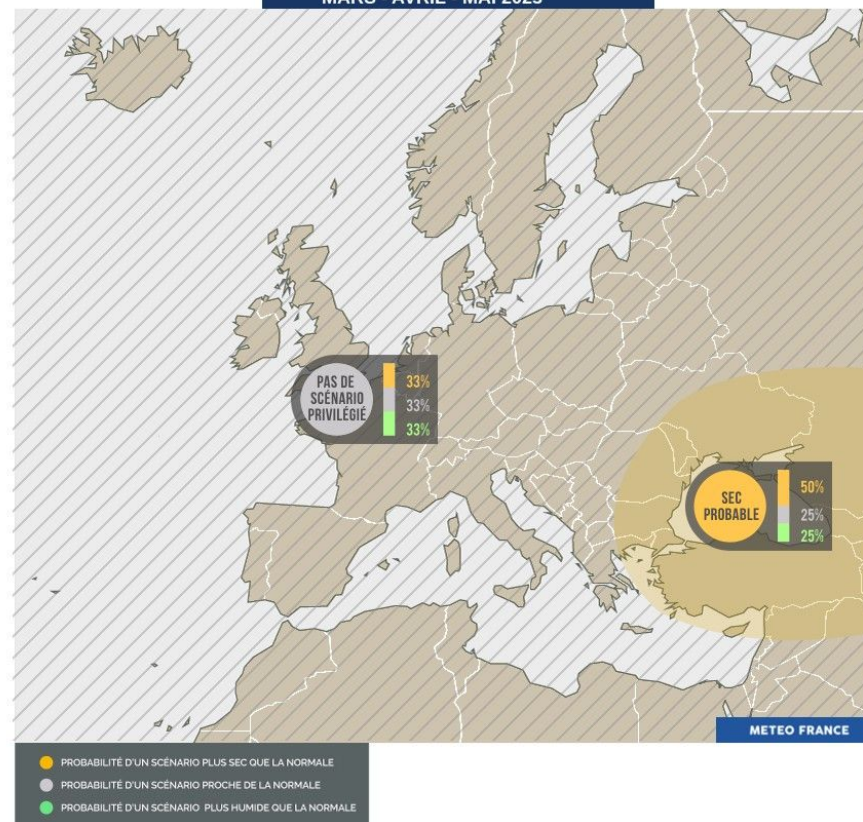 MARS - AVRIL - MAI 2023
PAS DE
SCÉNARIO
PRIVILÉGIÉ
33%
33%
33%
SEC
PROBABLE
50%
25%
25%
METEO FRANCE
PROBABILITÉ D'UN SCÉNARIO PLUS SEC QUE LA NORMALE
PROBABILITÉ D'UN SCÉNARIO PROCHE DE LA NORMALE
PROBABILITÉ D'UN SCÉNARIO PLUS HUMIDE QUE LA NORMALE